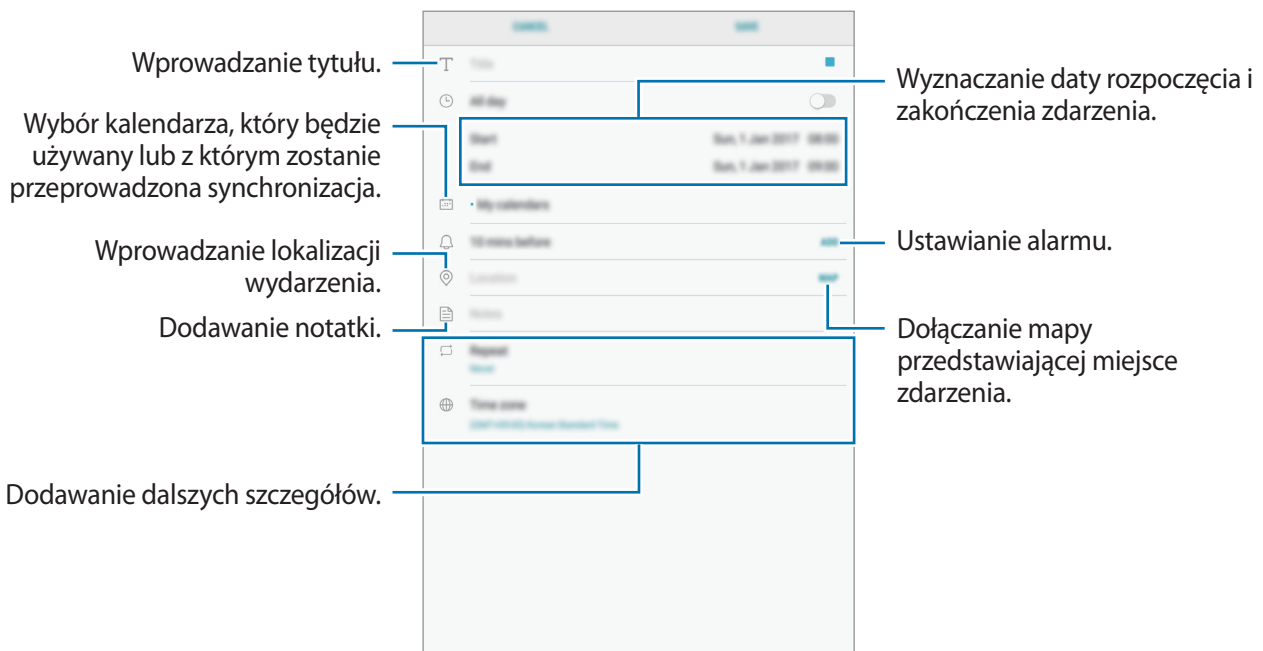 CANCEL
SAVE
Wprowadzanie tytułu.
Title
All day
Wyznaczanie daty rozpoczęcia i
zakończenia zdarzenia.
Wybór kalendarza, który będzie
używany lub z którym zostanie
przeprowadzona synchronizacja.
Start Sun, 1 Jan 2017 08:00
End Sun, 1 Jan 2017 09:00
My calendars
10 mins before ADD
Ustawianie alarmu.
Wprowadzanie lokalizacji
wydarzenia.
Location MAP
Dodawanie notatki.
Notes
Dołączanie mapy
przedstawiającej miejsce
zdarzenia.
Repeat
Never
Time zone
(GMT+09:00) Korean Standard Time
Dodawanie dalszych szczegółów.